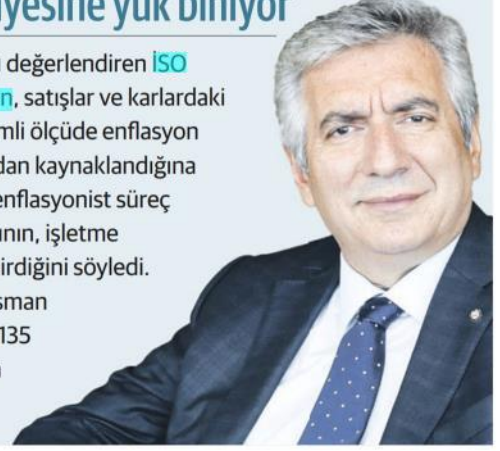 yesine yük biniyor
değerlendiren İSO
n, satışlar ve karlardaki
mli ölçüde enflasyon
dan kaynaklandığına
enflasyonist süreç
nın, işletme
irdiğini söyledi.
sman
135